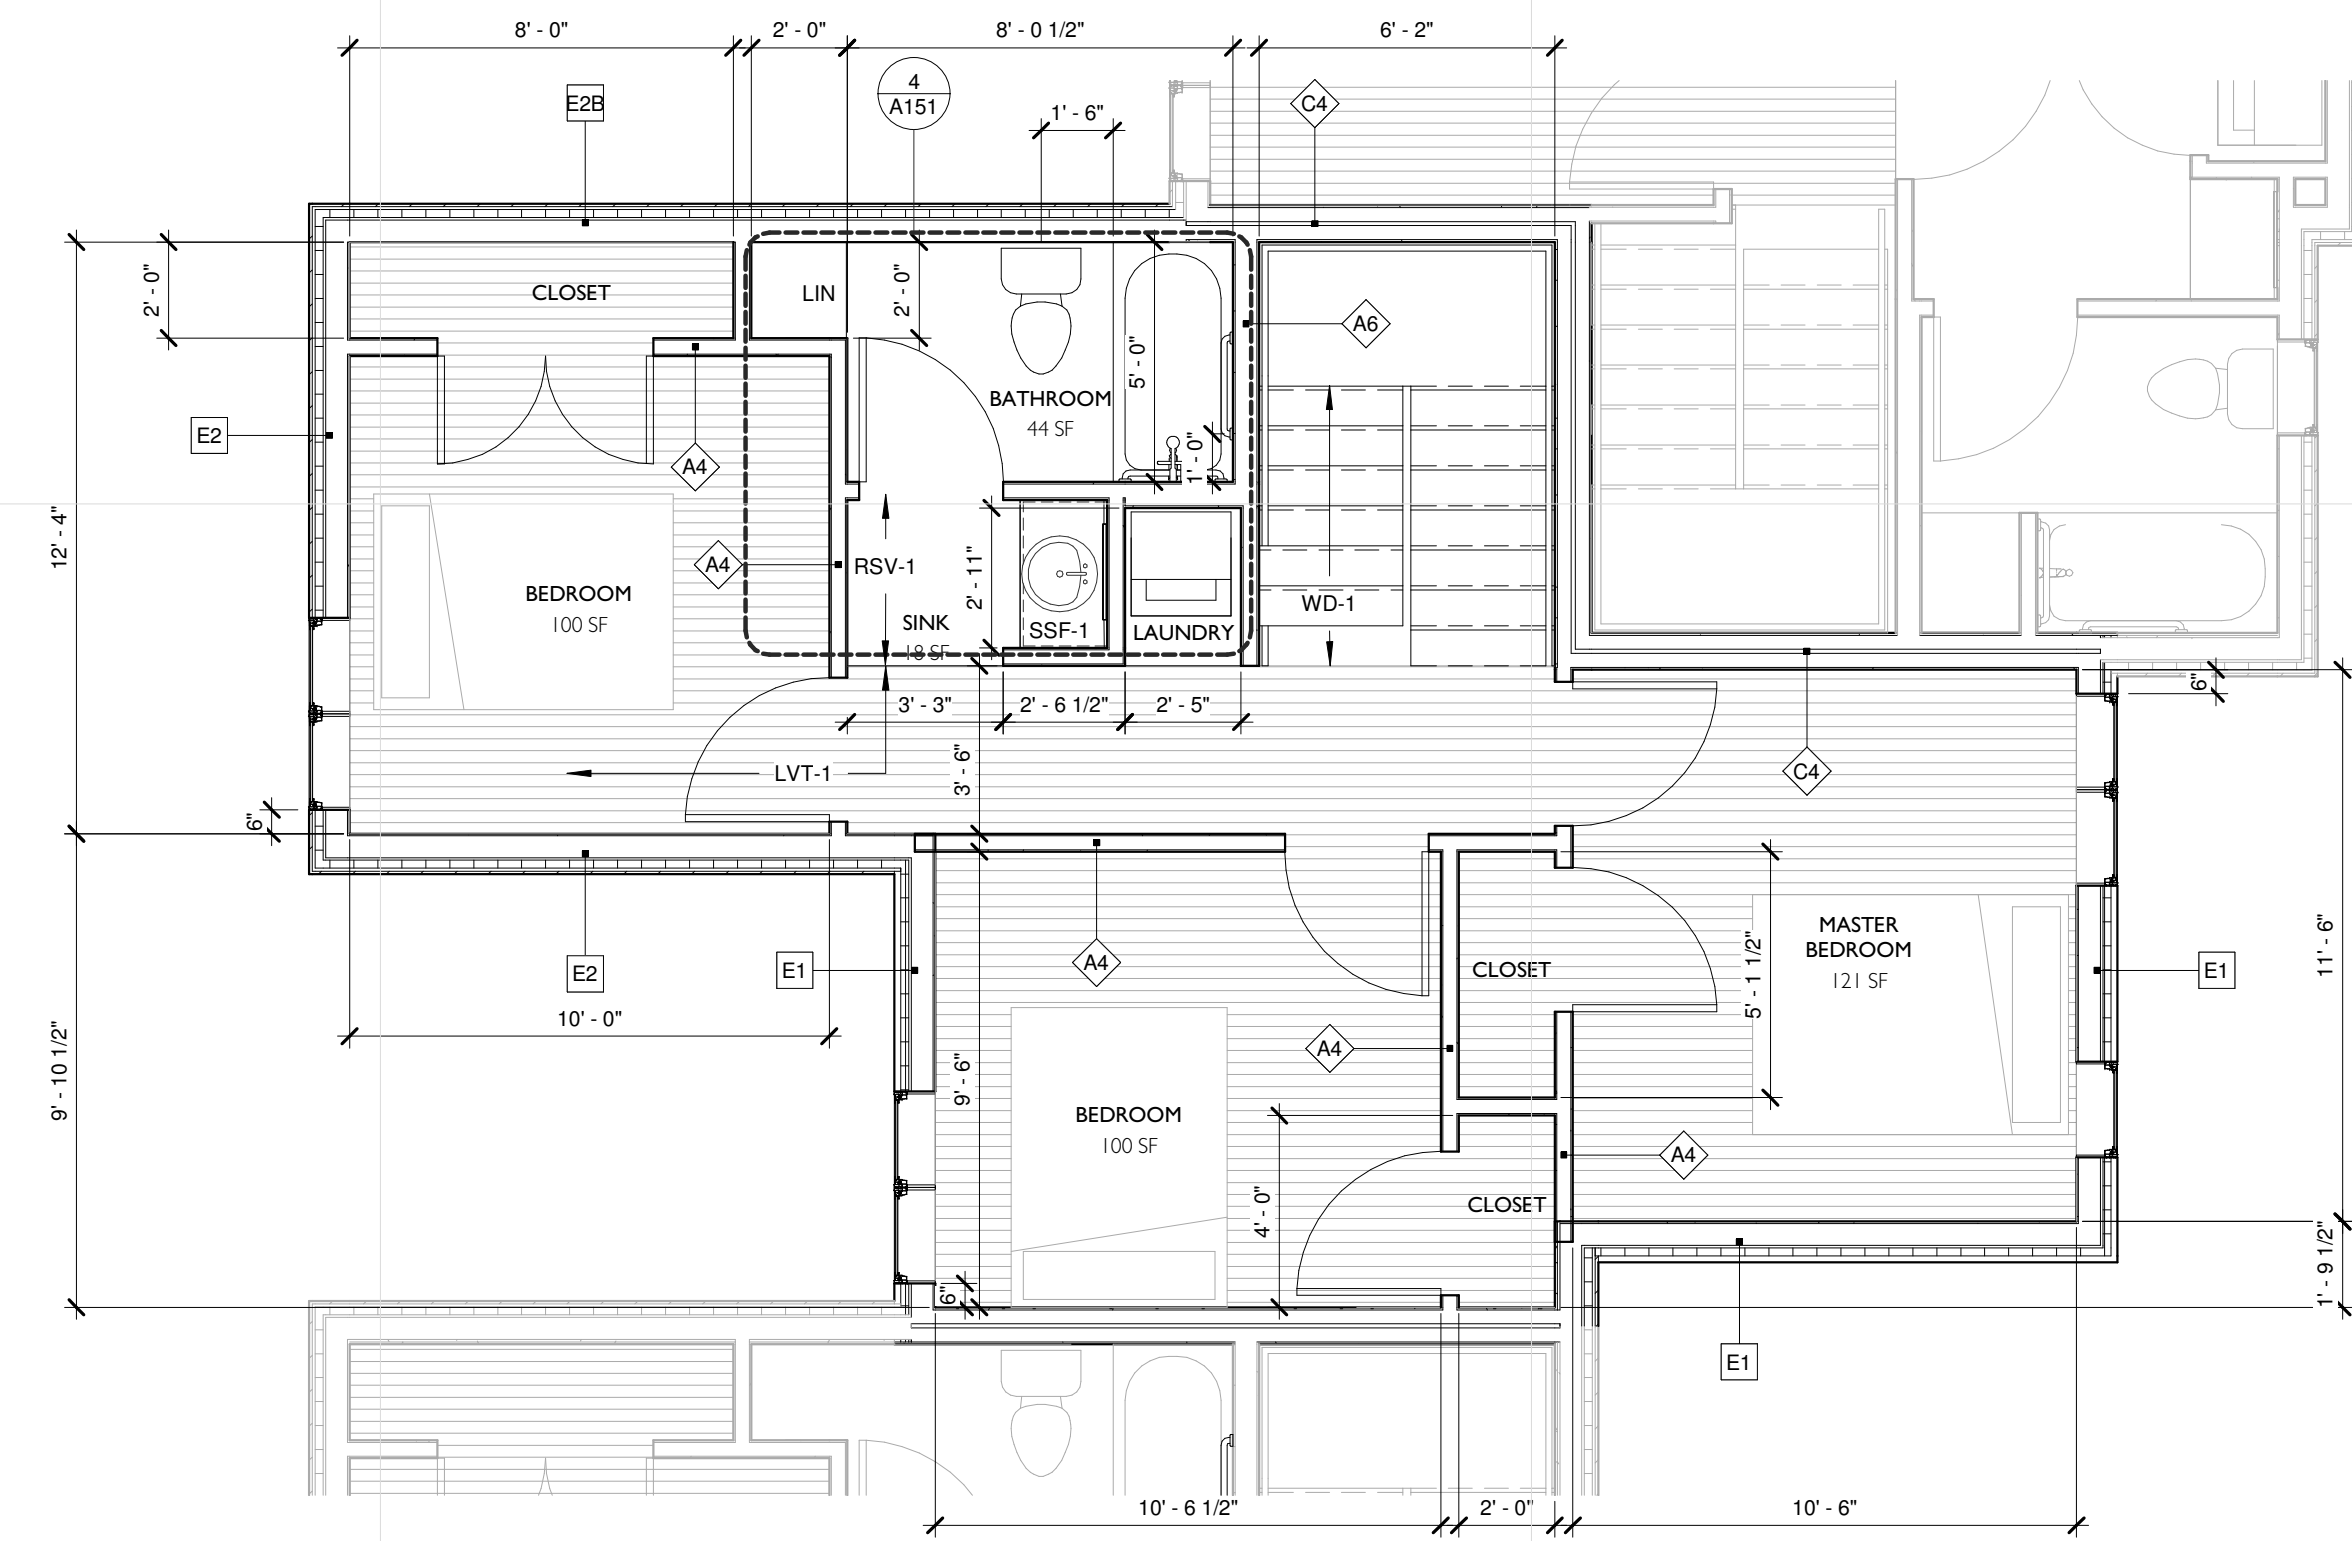 8' - 0"
2' - 0"
8' - 0 1/2"
6' - 2"
4
A151
E2B
C4
1' - 6"
2' - 0"
CLOSET
LIN
2' - 0"
A6
5' - 0"
BATHROOM
44 SF
E2
A4
1' - 0"
12' - 4"
A4
RSV-1
2' - 11"
BEDROOM
100 SF
SINK
18 SF
SSF-1
LAUNDRY
WD-1
6"
3' - 3"
2' - 6 1/2"
2' - 5"
LVT-1
3' - 6"
C4
6"
MASTER
BEDROOM
121 SF
A4
CLOSET
5' - 1 1/2"
11' - 6"
E2
E1
E1
10' - 0"
9' - 10 1/2"
9' - 6"
A4
BEDROOM
100 SF
A4
4' - 0"
CLOSET
6"
1' - 9 1/2"
E1
10' - 6 1/2"
2' - 0"
10' - 6"